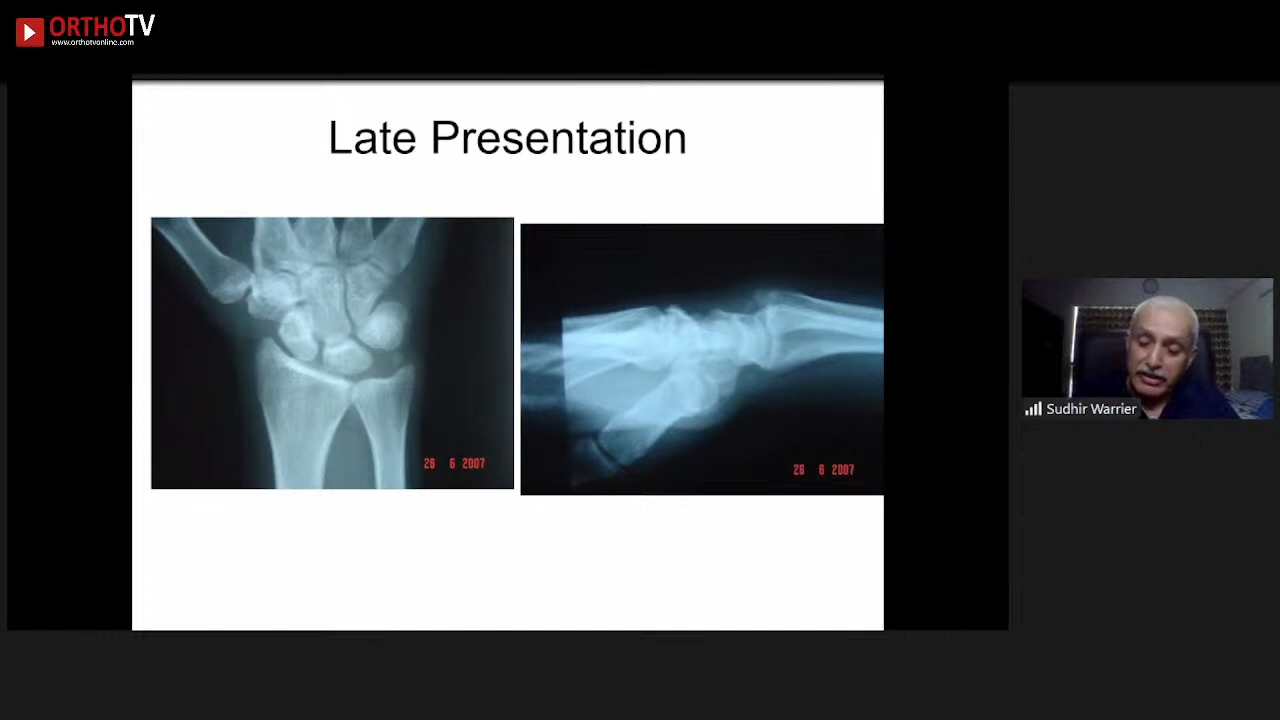 ORTHOTV
www.orthotvonline.com
Late Presentation
26 6 2007
26 6 2007
Sudhir Warrier